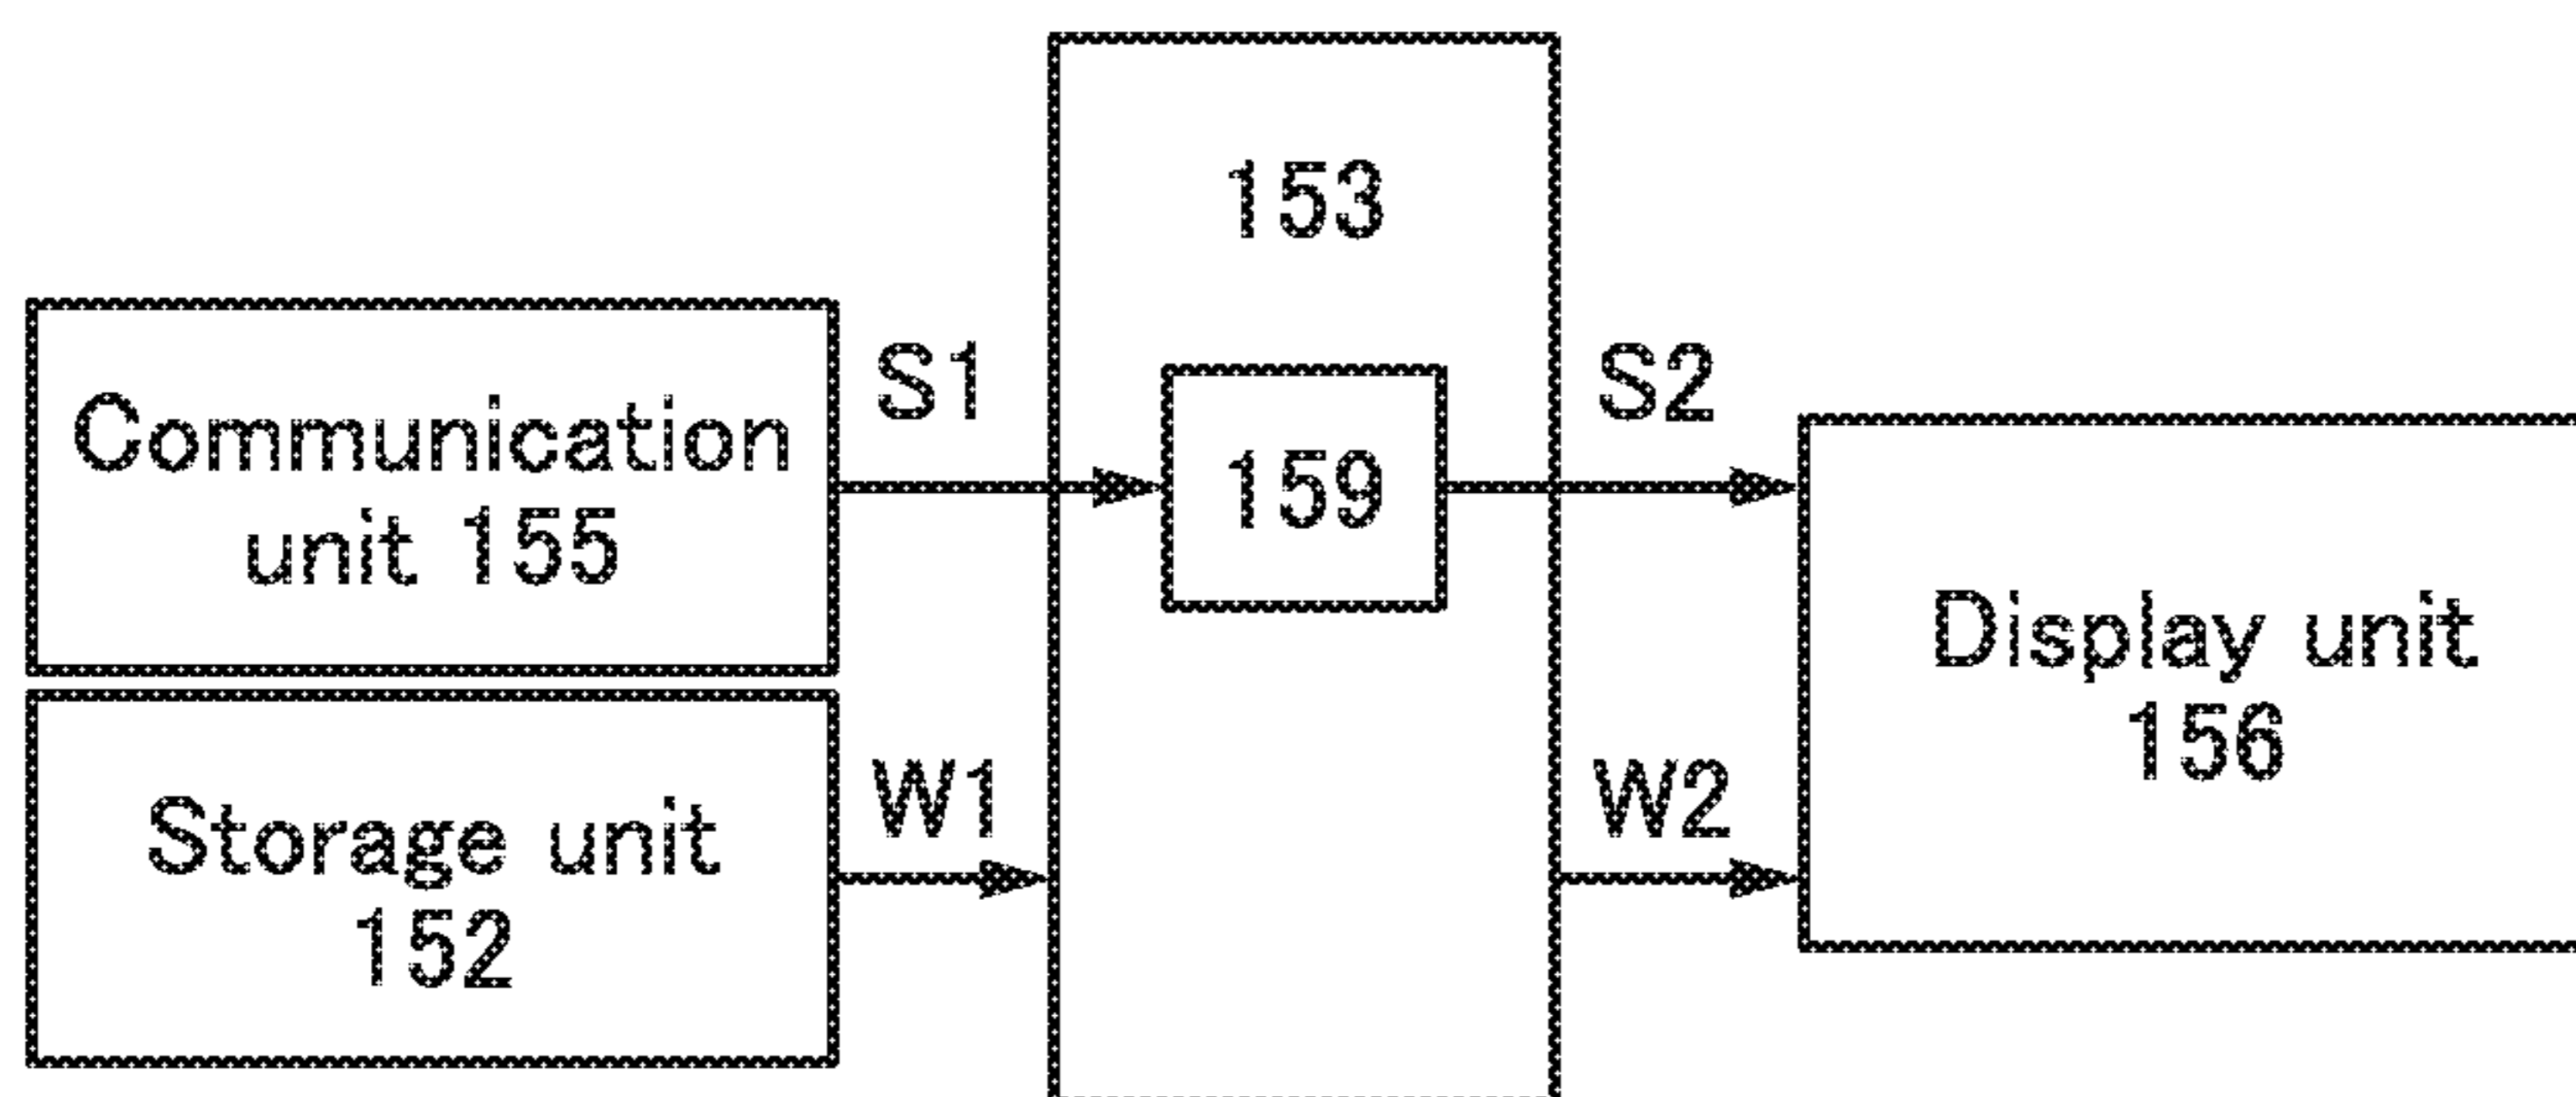 153
S1
S2
Communication
unit 155
159
Display unit
156
W1
W2
Storage unit
152